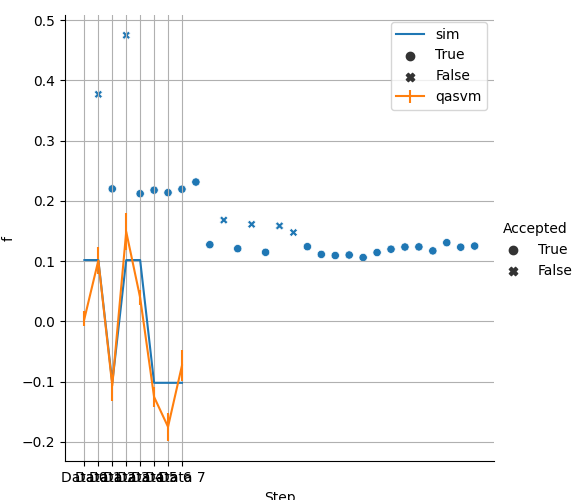 0.5
0.4
0.3
0.2
0.1
0.0
−0.1
−0.2
f
sim
True
False
qasvm
Accepted
True
False
7
Step